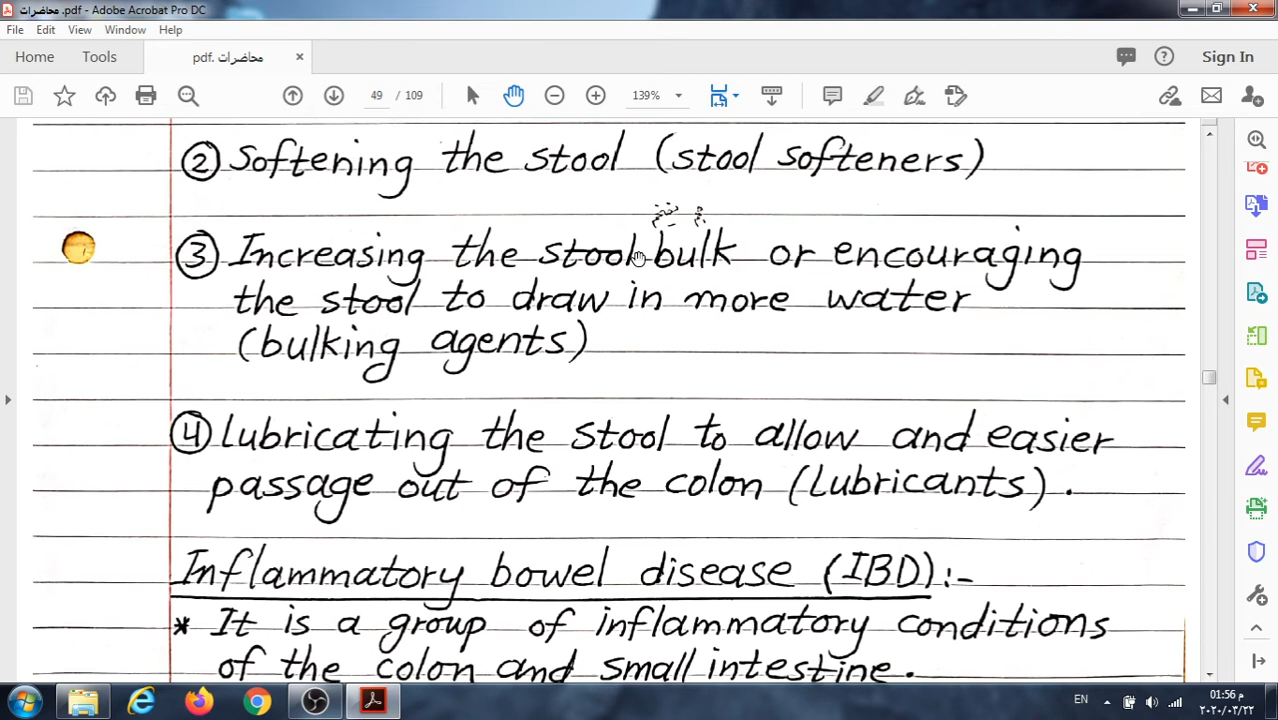 محاضرات .pdf - Adobe Acrobat Pro DC
File Edit View Window Help
Home Tools محاضرات .pdf × Sign In
49 / 109 139%
② Softening the stool (stool softeners)
③ Increasing the stool bulk or encouraging
the stool to draw in more water
(bulking agents)
④ Lubricating the stool to allow and easier
passage out of the colon (Lubricants).
Inflammatory bowel disease (IBD):-
* It is a group of inflammatory conditions
of the colon and small intestine.
EN 01:56 م
٢٠٢٠/٠٣/٢٢